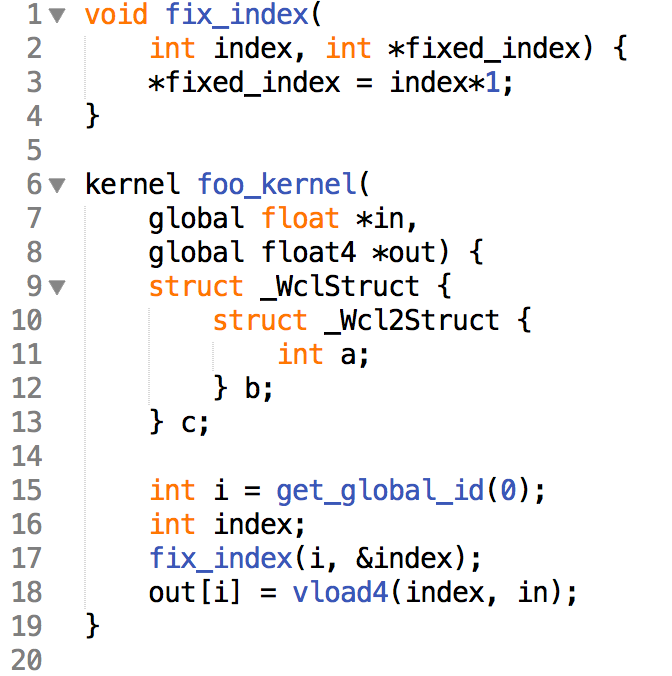 1 void fix_index(
2     int index, int *fixed_index) {
3     *fixed_index = index*1;
4 }
5
6 kernel foo_kernel(
7     global float *in,
8     global float4 *out) {
9     struct _WclStruct {
10         struct _Wcl2Struct {
11             int a;
12         } b;
13     } c;
14
15     int i = get_global_id(0);
16     int index;
17     fix_index(i, &index);
18     out[i] = vload4(index, in);
19 }
20